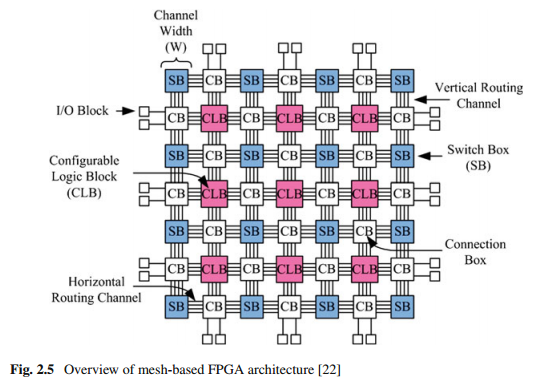 Channel
Width
(W)
SB CB SB CB SB CB SB
Vertical Routing
Channel
I/O Block
CB CLB CB CLB CB CLB CB
Configurable
Logic Block
(CLB)
SB CB SB CB SB CB SB
Switch Box
(SB)
CB CLB CB CLB CB CLB CB
SB CB SB CB SB CB SB
Connection
Box
CB CLB CB CLB CB CLB CB
Horizontal
Routing Channel
SB CB SB CB SB CB SB
Fig. 2.5 Overview of mesh-based FPGA architecture [22]